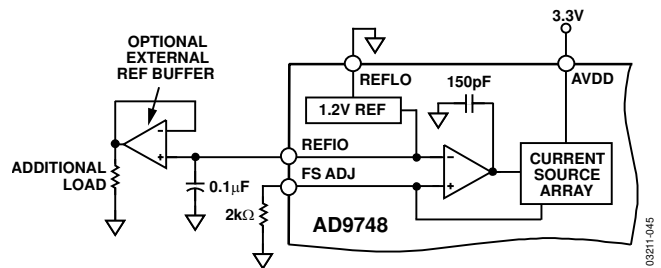 OPTIONAL
EXTERNAL
REF BUFFER
ADDITIONAL
LOAD
0.1μF
2kΩ
3.3V
REFLO
150pF
AVDD
1.2V REF
REFIO
FS ADJ
CURRENT
SOURCE
ARRAY
AD9748
-
+
-
+
03211-045